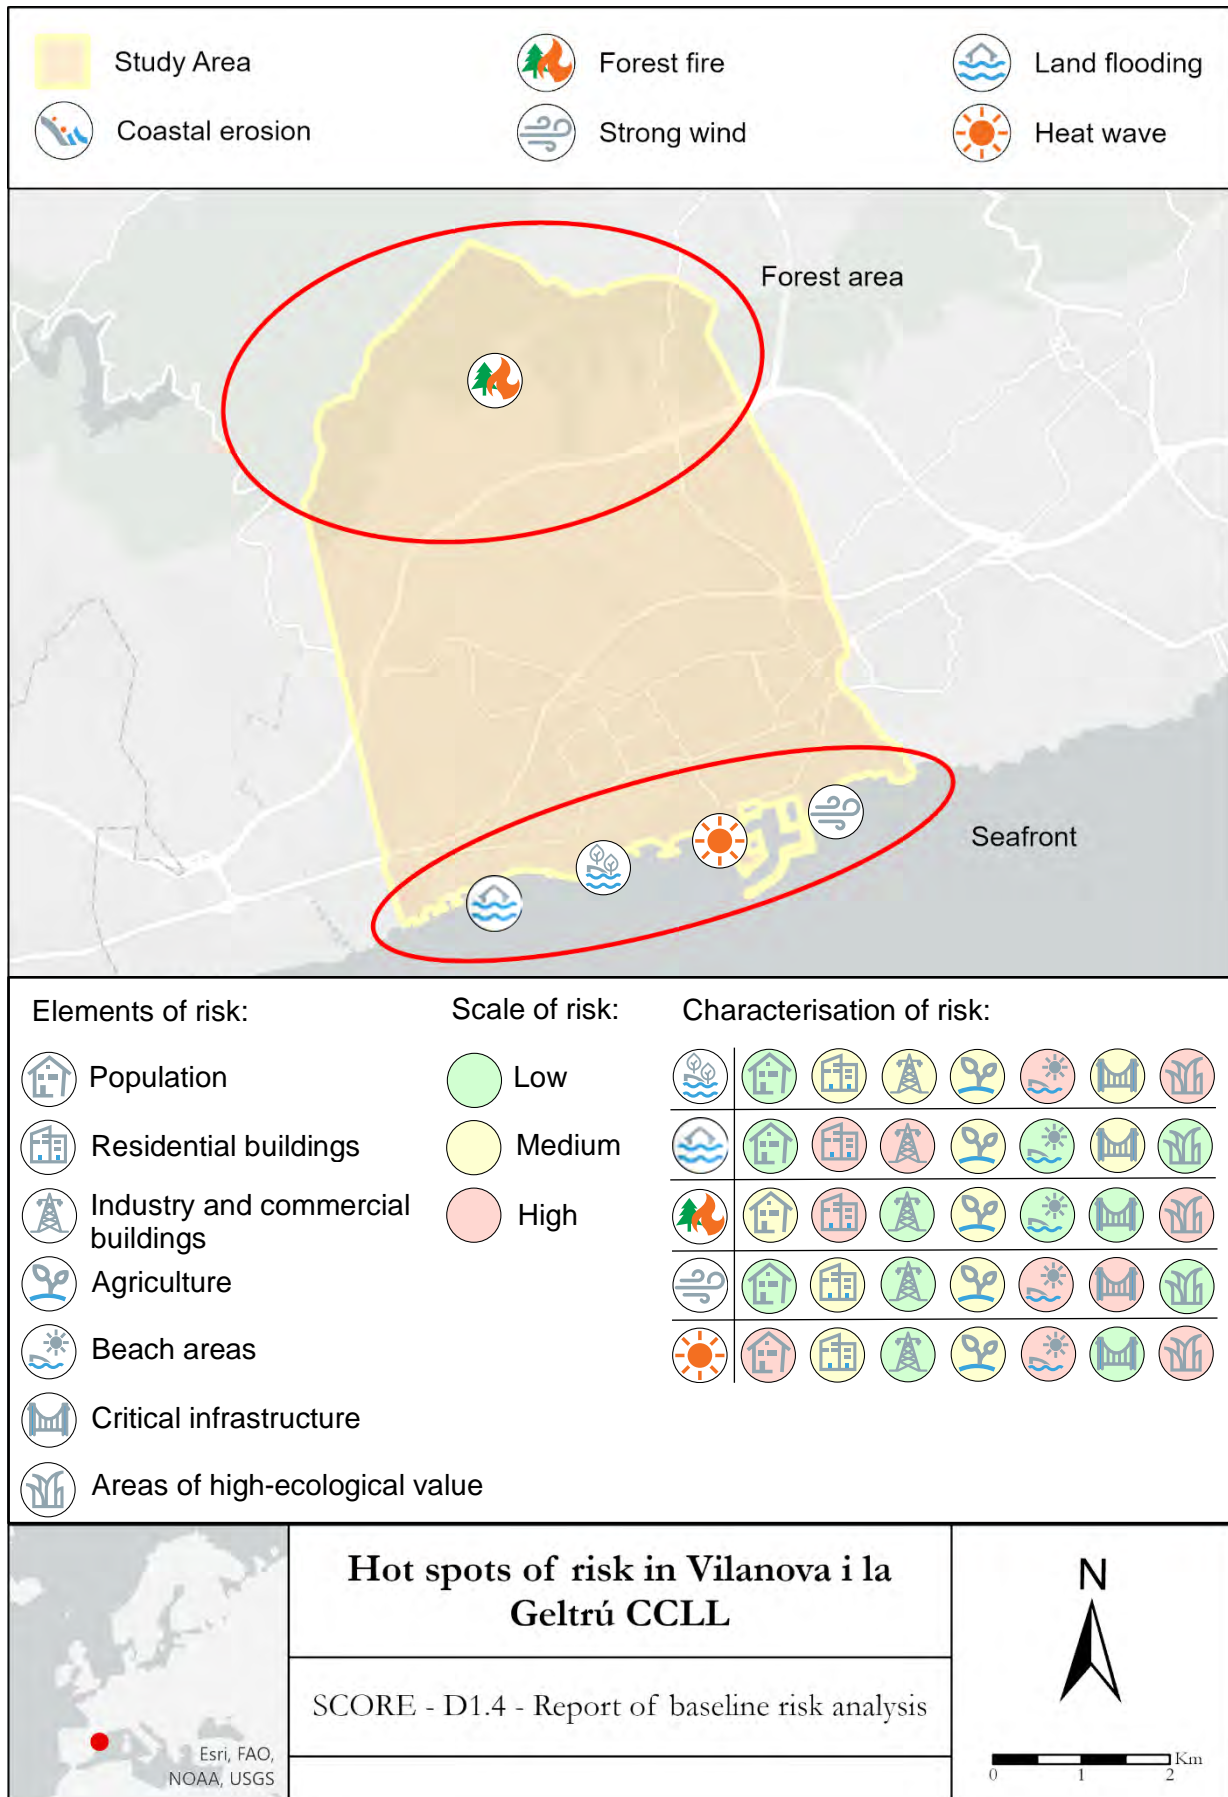 Study Area
Forest fire
Land flooding
Coastal erosion
Strong wind
Heat wave
Forest area
Seafront
Elements of risk:
Scale of risk:
Characterisation of risk:
Population
Low
Residential buildings
Medium
Industry and commercial
buildings
High
Agriculture
Beach areas
Critical infrastructure
Areas of high-ecological value
Hot spots of risk in Vilanova i la
Geltrú CCLL
SCORE - D1.4 - Report of baseline risk analysis
Esri, FAO,
NOAA, USGS
N
Km
0 1 2